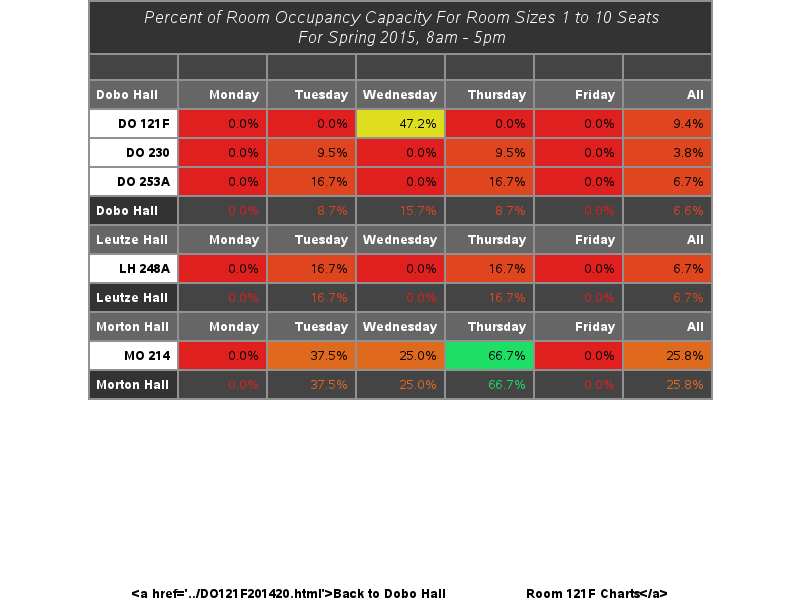 Percent of Room Occupancy Capacity For Room Sizes 1 to 10 Seats
For Spring 2015, 8am - 5pm
Dobo Hall Monday Tuesday Wednesday Thursday Friday All
DO 121F 0.0% 0.0% 47.2% 0.0% 0.0% 9.4%
DO 230 0.0% 9.5% 0.0% 9.5% 0.0% 3.8%
DO 253A 0.0% 16.7% 0.0% 16.7% 0.0% 6.7%
Dobo Hall 0.0% 8.7% 15.7% 8.7% 0.0% 6.6%
Leutze Hall Monday Tuesday Wednesday Thursday Friday All
LH 248A 0.0% 16.7% 0.0% 16.7% 0.0% 6.7%
Leutze Hall 0.0% 16.7% 0.0% 16.7% 0.0% 6.7%
Morton Hall Monday Tuesday Wednesday Thursday Friday All
MO 214 0.0% 37.5% 25.0% 66.7% 0.0% 25.8%
Morton Hall 0.0% 37.5% 25.0% 66.7% 0.0% 25.8%
<a href='../DO121F201420.html'>Back to Dobo Hall Room 121F Charts</a>